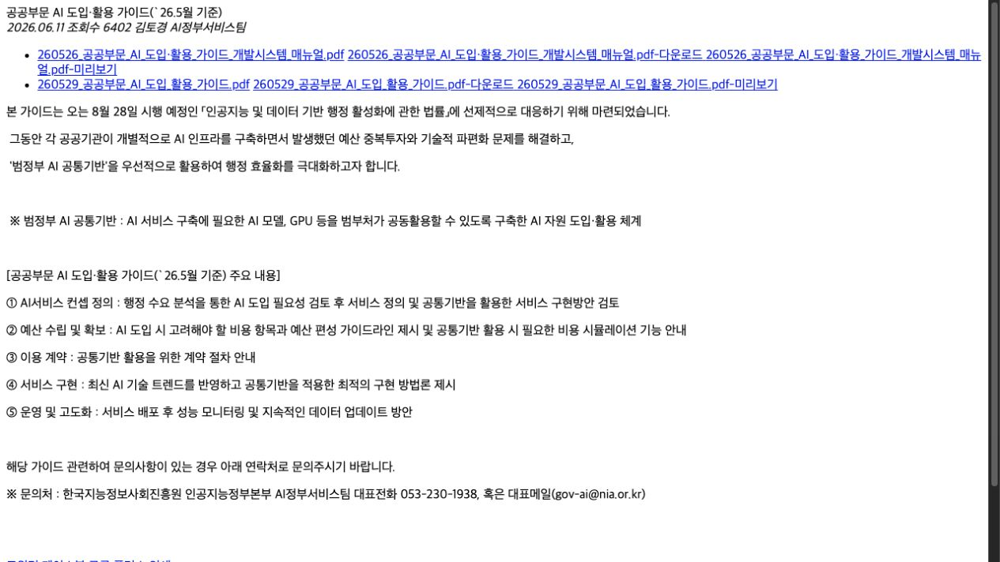 공공부문 AI 도입·활용 가이드(`26.5월 기준)
2026.06.11 조회수 6402 김토경 AI정부서비스팀
• 260526_공공부문_AI_도입·활용_가이드_개발시스템_매뉴얼.pdf 260526_공공부문_AI_도입·활용_가이드_개발시스템_매뉴얼.pdf-다운로드 260526_공공부문_AI_도입·활용_가이드_개발시스템_매뉴
얼.pdf-미리보기
• 260529_공공부문_AI_도입_활용_가이드.pdf 260529_공공부문_AI_도입_활용_가이드.pdf-다운로드 260529_공공부문_AI_도입_활용_가이드.pdf-미리보기
본 가이드는 오는 8월 28일 시행 예정인 「인공지능 및 데이터 기반 행정 활성화에 관한 법률」에 선제적으로 대응하기 위해 마련되었습니다.
그동안 각 공공기관이 개별적으로 AI 인프라를 구축하면서 발생했던 예산 중복투자와 기술적 파편화 문제를 해결하고,
'범정부 AI 공통기반'을 우선적으로 활용하여 행정 효율화를 극대화하고자 합니다.
※ 범정부 AI 공통기반 : AI 서비스 구축에 필요한 AI 모델, GPU 등을 범부처가 공동활용할 수 있도록 구축한 AI 자원 도입·활용 체계
[공공부문 AI 도입·활용 가이드(`26.5월 기준) 주요 내용]
① AI서비스 컨셉 정의 : 행정 수요 분석을 통한 AI 도입 필요성 검토 후 서비스 정의 및 공통기반을 활용한 서비스 구현방안 검토
② 예산 수립 및 확보 : AI 도입 시 고려해야 할 비용 항목과 예산 편성 가이드라인 제시 및 공통기반 활용 시 필요한 비용 시뮬레이션 기능 안내
③ 이용 계약 : 공통기반 활용을 위한 계약 절차 안내
④ 서비스 구현 : 최신 AI 기술 트렌드를 반영하고 공통기반을 적용한 최적의 구현 방법론 제시
⑤ 운영 및 고도화 : 서비스 배포 후 성능 모니터링 및 지속적인 데이터 업데이트 방안
해당 가이드 관련하여 문의사항이 있는 경우 아래 연락처로 문의주시기 바랍니다.
※ 문의처 : 한국지능정보사회진흥원 인공지능정부본부 AI정부서비스팀 대표전화 053-230-1938, 혹은 대표메일(gov-ai@nia.or.kr)